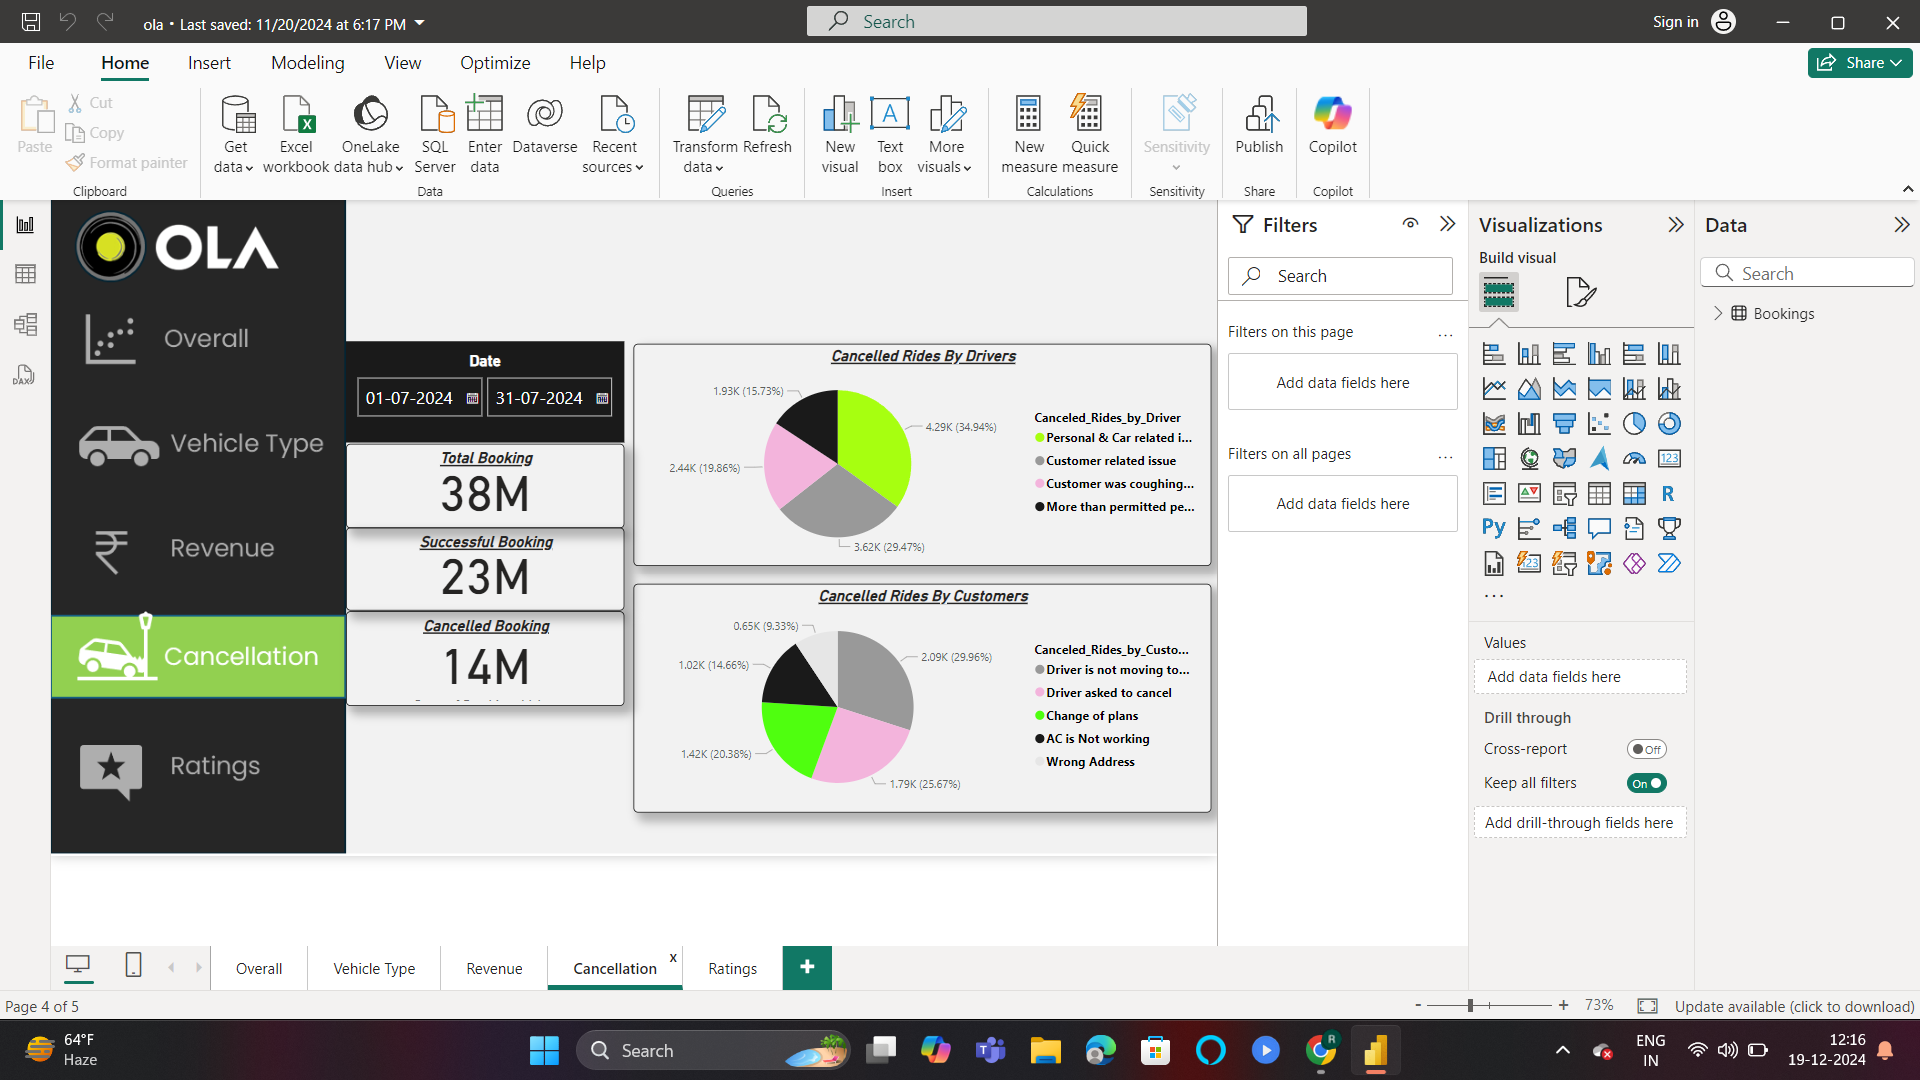 ola • Last saved: 11/20/2024 at 6:17 PM
Search
Sign in
File Home Insert Modeling View Optimize Help
Share
Paste
Cut
Copy
Format painter
Clipboard
Get data
Excel workbook
OneLake data hub
SQL Server
Enter data
Dataverse
Recent sources
Data
Transform data
Refresh
Queries
New visual
Text box
More visuals
Insert
New measure
Quick measure
Calculations
Sensitivity
Sensitivity
Publish
Share
Copilot
Copilot
OLA
Overall
Vehicle Type
Revenue
Cancellation
Ratings
Date
01-07-2024 31-07-2024
Total Booking
38M
Successful Booking
23M
Cancelled Booking
14M
Cancelled Rides By Drivers
1.93K (15.73%)
4.29K (34.94%)
2.44K (19.86%)
3.62K (29.47%)
Canceled_Rides_by_Driver
Personal & Car related i...
Customer related issue
Customer was coughing...
More than permitted pe...
Cancelled Rides By Customers
0.65K (9.33%)
1.02K (14.66%)
2.09K (29.96%)
1.42K (20.38%)
1.79K (25.67%)
Canceled_Rides_by_Custo...
Driver is not moving to...
Driver asked to cancel
Change of plans
AC is Not working
Wrong Address
Filters
Search
Filters on this page ...
Add data fields here
Filters on all pages ...
Add data fields here
Visualizations
Build visual
123
R
Py
123
...
Values
Add data fields here
Drill through
Cross-report Off
Keep all filters On
Add drill-through fields here
Data
Search
Bookings
DAX
Overall Vehicle Type Revenue Cancellation x Ratings +
Page 4 of 5
- + 73%
Update available (click to download)
64°F
Haze
Search
R
ENG
IN
12:16
19-12-2024